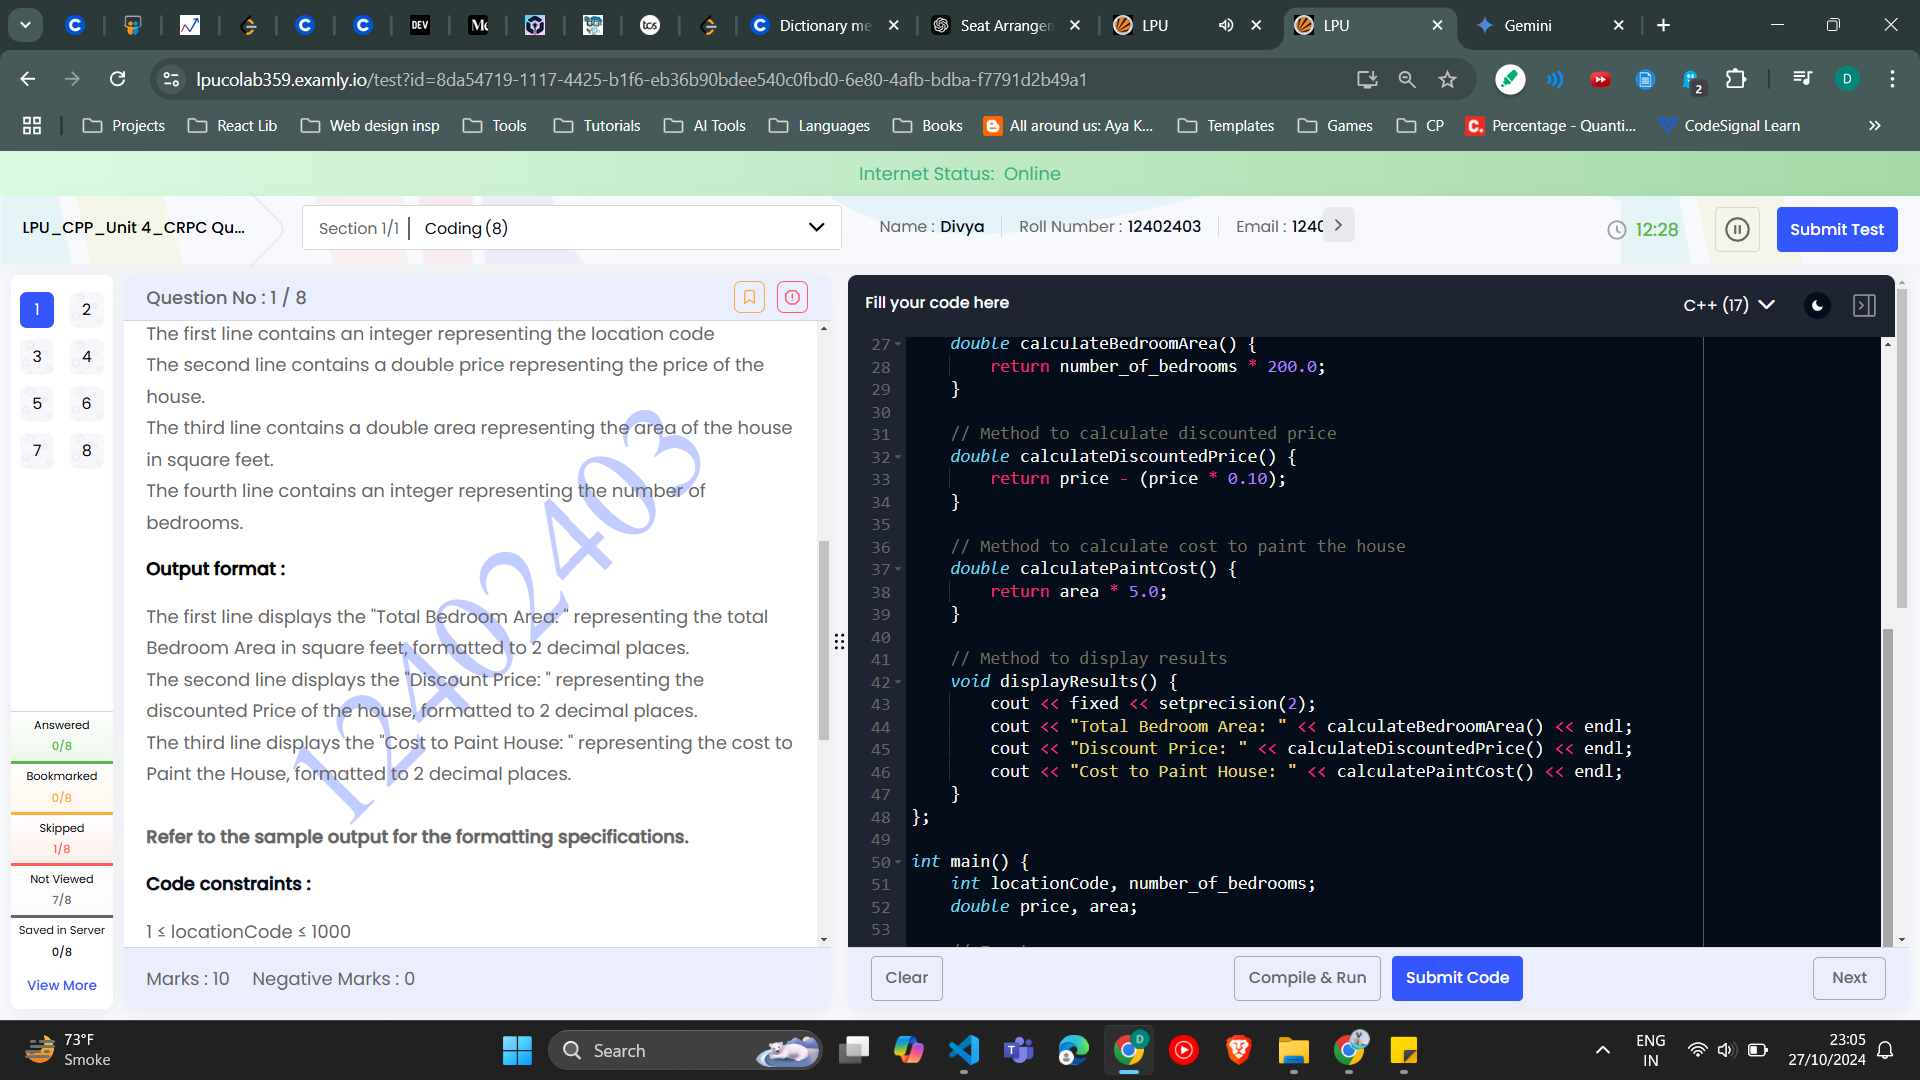 DEV
tcs
Dictionary me
Seat Arrangen
LPU
LPU
Gemini
lpucolab359.examly.io/test?id=8da54719-1117-4425-b1f6-eb36b90bdee540c0fbd0-6e80-4afb-bdba-f7791d2b49a1
2
D
Projects
React Lib
Web design insp
Tools
Tutorials
AI Tools
Languages
Books
All around us: Aya K...
Templates
Games
CP
Percentage - Quanti...
CodeSignal Learn
Internet Status: Online
LPU_CPP_Unit 4_CRPC Qu...
Section 1/1 | Coding (8)
Name : Divya
Roll Number : 12402403
Email : 1240
12:28
Submit Test
1 2
3 4
5 6
7 8
Answered
0/8
Bookmarked
0/8
Skipped
1/8
Not Viewed
7/8
Saved in Server
0/8
View More
Question No : 1 / 8
The first line contains an integer representing the location code
The second line contains a double price representing the price of the
house.
The third line contains a double area representing the area of the house
in square feet.
The fourth line contains an integer representing the number of
bedrooms.
Output format :
The first line displays the "Total Bedroom Area: " representing the total
Bedroom Area in square feet, formatted to 2 decimal places.
The second line displays the "Discount Price: " representing the
discounted Price of the house, formatted to 2 decimal places.
The third line displays the "Cost to Paint House: " representing the cost to
Paint the House, formatted to 2 decimal places.
Refer to the sample output for the formatting specifications.
Code constraints :
1 ≤ locationCode ≤ 1000
12402403
Marks : 10 Negative Marks : 0
Fill your code here
C++ (17)
27 double calculateBedroomArea() {
28 return number_of_bedrooms * 200.0;
29 }
30
31 // Method to calculate discounted price
32 double calculateDiscountedPrice() {
33 return price - (price * 0.10);
34 }
35
36 // Method to calculate cost to paint the house
37 double calculatePaintCost() {
38 return area * 5.0;
39 }
40
41 // Method to display results
42 void displayResults() {
43 cout << fixed << setprecision(2);
44 cout << "Total Bedroom Area: " << calculateBedroomArea() << endl;
45 cout << "Discount Price: " << calculateDiscountedPrice() << endl;
46 cout << "Cost to Paint House: " << calculatePaintCost() << endl;
47 }
48 };
49
50 int main() {
51 int locationCode, number_of_bedrooms;
52 double price, area;
53
Clear
Compile & Run
Submit Code
Next
73°F
Smoke
Search
D
ENG
IN
23:05
27/10/2024